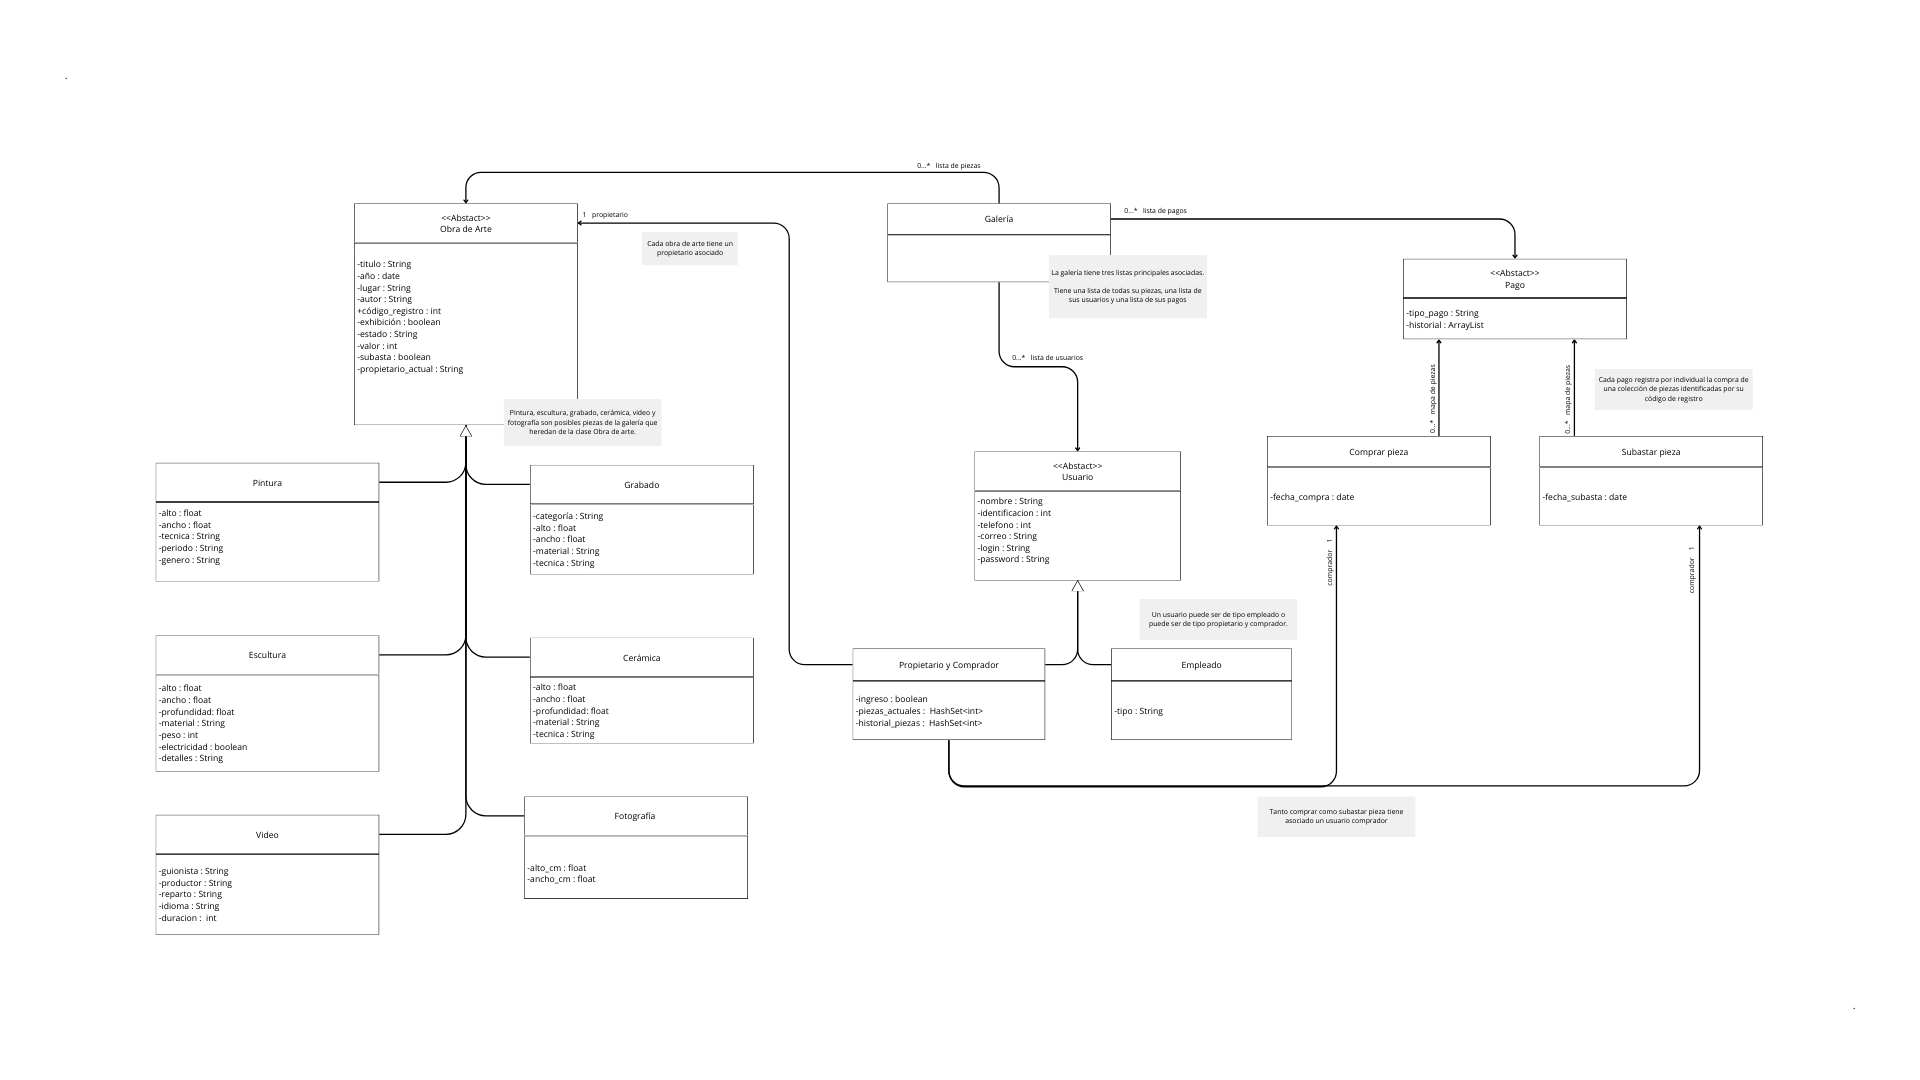 0...* lista de piezas
<<Abstact>>
Obra de Arte
-titulo : String
-año : date
-lugar : String
-autor : String
+código_registro : int
-exhibición : boolean
-estado : String
-valor : int
-subasta : boolean
-propietario_actual : String
1 propietario
Cada obra de arte tiene un
propietario asociado
Galería
0...* lista de pagos
La galería tiene tres listas principales asociadas.
Tiene una lista de todas su piezas, una lista de
sus usuarios y una lista de sus pagos
<<Abstact>>
Pago
-tipo_pago : String
-historial : ArrayList
0...* lista de usuarios
0...* mapa de piezas
0...* mapa de piezas
Cada pago registra por individual la compra de
una colección de piezas identificadas por su
código de registro
Pintura, escultura, grabado, cerámica, video y
fotografía son posibles piezas de la galería que
heredan de la clase Obra de arte.
Pintura
-alto : float
-ancho : float
-tecnica : String
-periodo : String
-genero : String
Grabado
-categoría : String
-alto : float
-ancho : float
-material : String
-tecnica : String
<<Abstact>>
Usuario
-nombre : String
-identificacion : int
-telefono : int
-correo : String
-login : String
-password : String
Comprar pieza
-fecha_compra : date
Subastar pieza
-fecha_subasta : date
comprador 1
comprador 1
Un usuario puede ser de tipo empleado o
puede ser de tipo propietario y comprador.
Escultura
-alto : float
-ancho : float
-profundidad: float
-material : String
-peso : int
-electricidad : boolean
-detalles : String
Cerámica
-alto : float
-ancho : float
-profundidad: float
-material : String
-tecnica : String
Propietario y Comprador
-ingreso : boolean
-piezas_actuales : HashSet<int>
-historial_piezas : HashSet<int>
Empleado
-tipo : String
Tanto comprar como subastar pieza tiene
asociado un usuario comprador
Video
-guionista : String
-productor : String
-reparto : String
-idioma : String
-duracion : int
Fotografía
-alto_cm : float
-ancho_cm : float